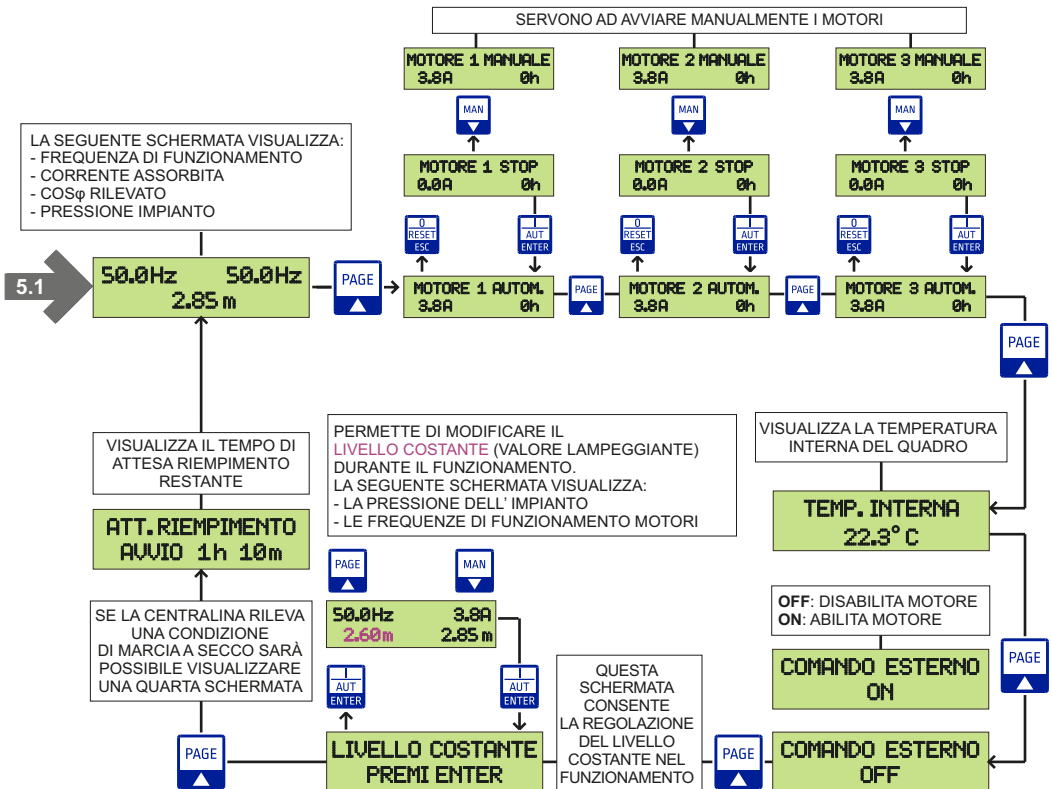 SERVONO AD AVVIARE MANUALMENTE I MOTORI
MOTORE 1 MANUALE
3.8A 0h
MOTORE 2 MANUALE
3.8A 0h
MOTORE 3 MANUALE
3.8A 0h
MAN
MAN
MAN
LA SEGUENTE SCHERMATA VISUALIZZA:
- FREQUENZA DI FUNZIONAMENTO
- CORRENTE ASSORBITA
- COSφ RILEVATO
- PRESSIONE IMPIANTO
MOTORE 1 STOP
0.0A 0h
MOTORE 2 STOP
0.0A 0h
MOTORE 3 STOP
0.0A 0h
0
RESET
ESC
AUT
ENTER
0
RESET
ESC
AUT
ENTER
0
RESET
ESC
AUT
ENTER
5.1
50.0Hz 50.0Hz
2.85 m
PAGE
MOTORE 1 AUTOM.
3.8A 0h
PAGE
MOTORE 2 AUTOM.
3.8A 0h
PAGE
MOTORE 3 AUTOM.
3.8A 0h
PAGE
VISUALIZZA IL TEMPO DI
ATTESA RIEMPIMENTO
RESTANTE
PERMETTE DI MODIFICARE IL
LIVELLO COSTANTE (VALORE LAMPEGGIANTE)
DURANTE IL FUNZIONAMENTO.
LA SEGUENTE SCHERMATA VISUALIZZA:
- LA PRESSIONE DELL' IMPIANTO
- LE FREQUENZE DI FUNZIONAMENTO MOTORI
VISUALIZZA LA TEMPERATURA
INTERNA DEL QUADRO
ATT.RIEMPIMENTO
AVVIO 1h 10m
TEMP. INTERNA
22.3°C
PAGE
MAN
SE LA CENTRALINA RILEVA
UNA CONDIZIONE
DI MARCIA A SECCO SARÀ
POSSIBILE VISUALIZZARE
UNA QUARTA SCHERMATA
50.0Hz 3.8A
2.60m 2.85 m
OFF: DISABILITA MOTORE
ON: ABILITA MOTORE
PAGE
COMANDO ESTERNO
ON
AUT
ENTER
AUT
ENTER
QUESTA
SCHERMATA
CONSENTE
LA REGOLAZIONE
DEL LIVELLO
COSTANTE NEL
FUNZIONAMENTO
PAGE
LIVELLO COSTANTE
PREMI ENTER
PAGE
COMANDO ESTERNO
OFF